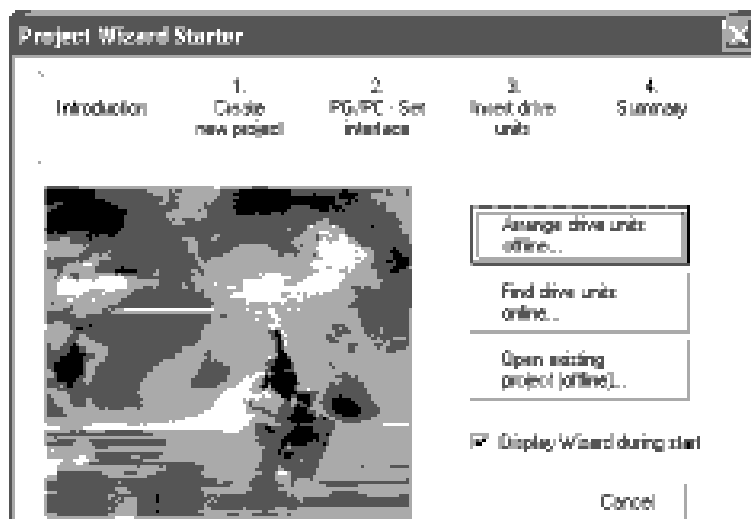 Project Wizard Starter
Introduction
1.
Create
new project
2.
PG/PC - Set
interface
3.
Insert drive
units
4.
Summary
Arrange drive units
offline...
Find drive units
online...
Open existing
project (offline)...
Display Wizard during start
Cancel